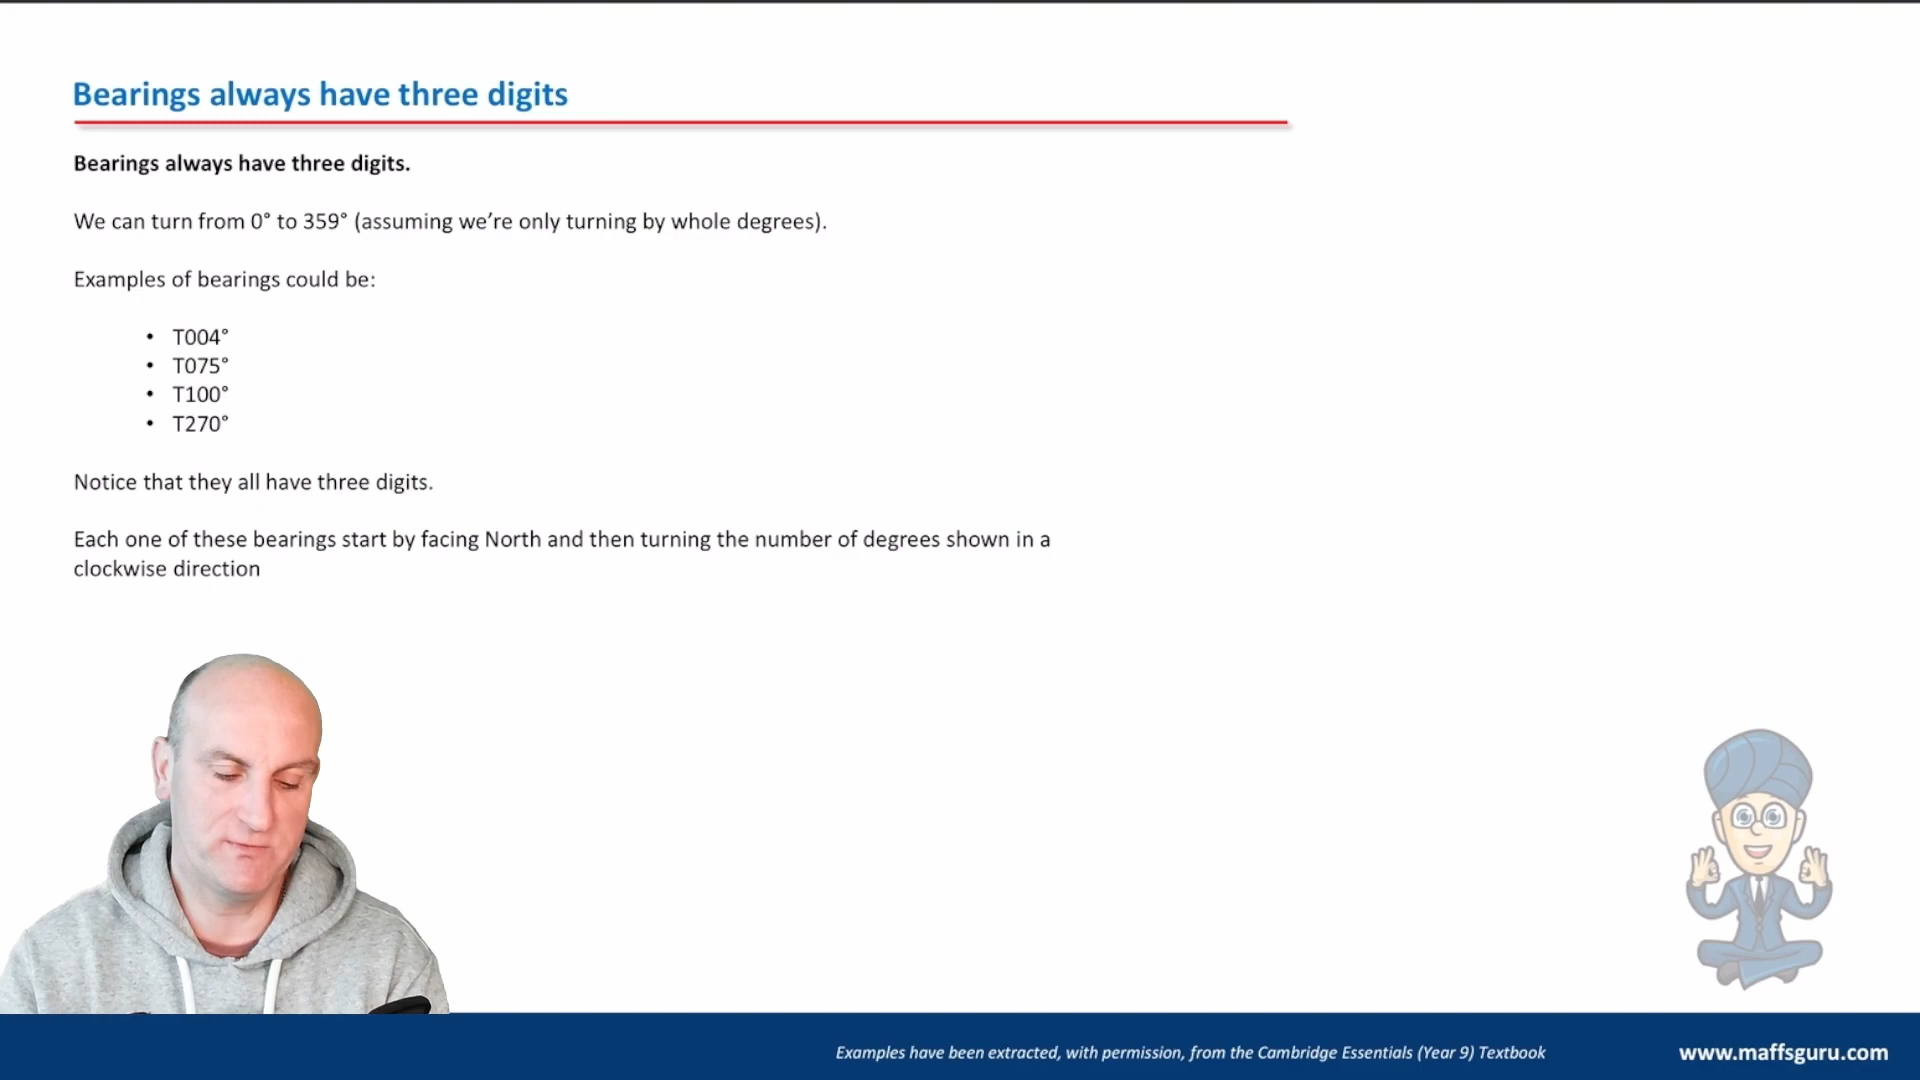 Bearings always have three digits
Bearings always have three digits.
We can turn from 0° to 359° (assuming we’re only turning by whole degrees).
Examples of bearings could be:
• T004°
• T075°
• T100°
• T270°
Notice that they all have three digits.
Each one of these bearings start by facing North and then turning the number of degrees shown in a
clockwise direction
Examples have been extracted, with permission, from the Cambridge Essentials (Year 9) Textbook
www.maffsguru.com